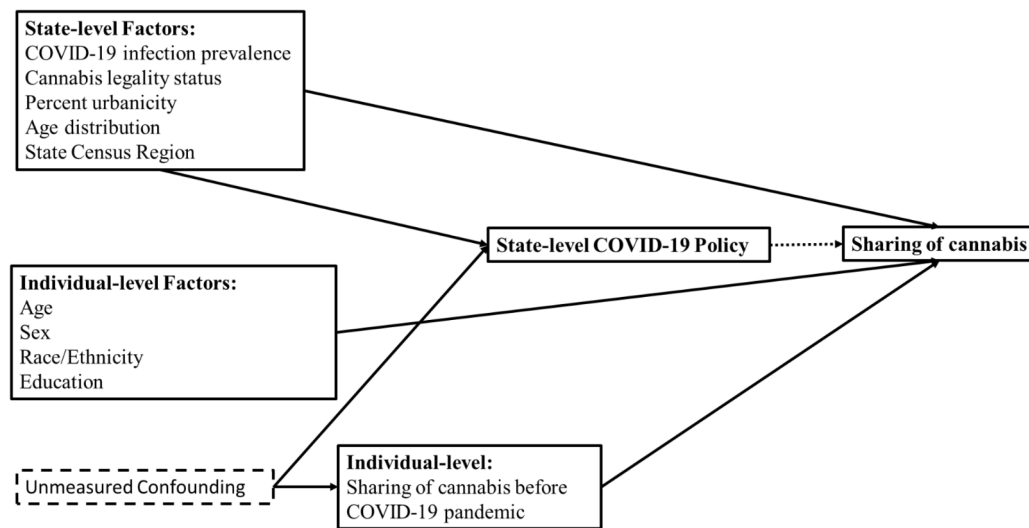 State-level Factors:
COVID-19 infection prevalence
Cannabis legality status
Percent urbanicity
Age distribution
State Census Region
State-level COVID-19 Policy
Sharing of cannabis
Individual-level Factors:
Age
Sex
Race/Ethnicity
Education
Unmeasured Confounding
Individual-level:
Sharing of cannabis before
COVID-19 pandemic